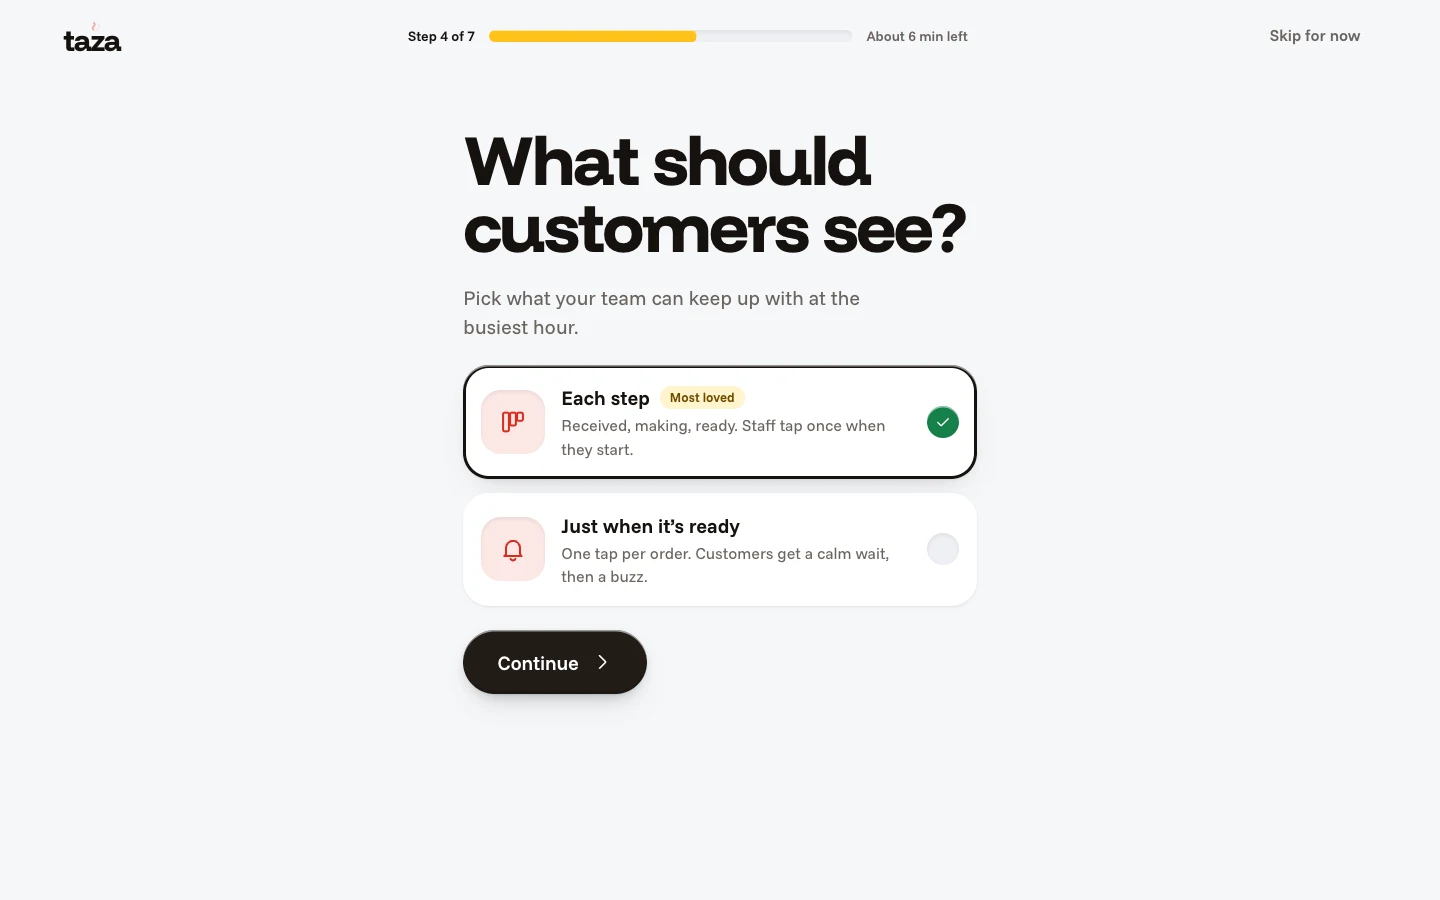 taza
Step 4 of 7
About 6 min left
Skip for now
What should
customers see?
Pick what your team can keep up with at the
busiest hour.
Each step
Most loved
Received, making, ready. Staff tap once when
they start.
Just when it’s ready
One tap per order. Customers get a calm wait,
then a buzz.
Continue